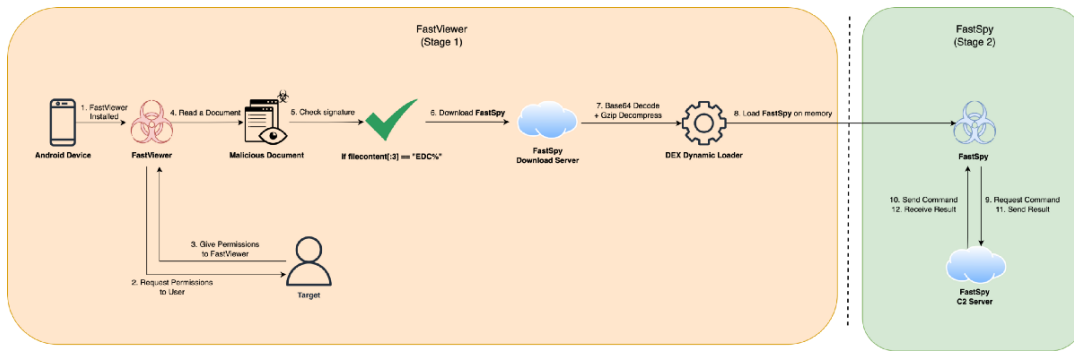 FastViewer
(Stage 1)
FastSpy
(Stage 2)
1. FastViewer
Installed
4. Read a Document
5. Check signature
6. Download FastSpy
7. Base64 Decode
+ Gzip Decompress
8. Load FastSpy on memory
Android Device
FastViewer
Malicious Document
If filecontent[:3] == "EDC%"
FastSpy
Download Server
DEX Dynamic Loader
FastSpy
3. Give Permissions
to FastViewer
2. Request Permissions
to User
Target
10. Send Command
12. Receive Result
9. Request Command
11. Send Result
FastSpy
C2 Server